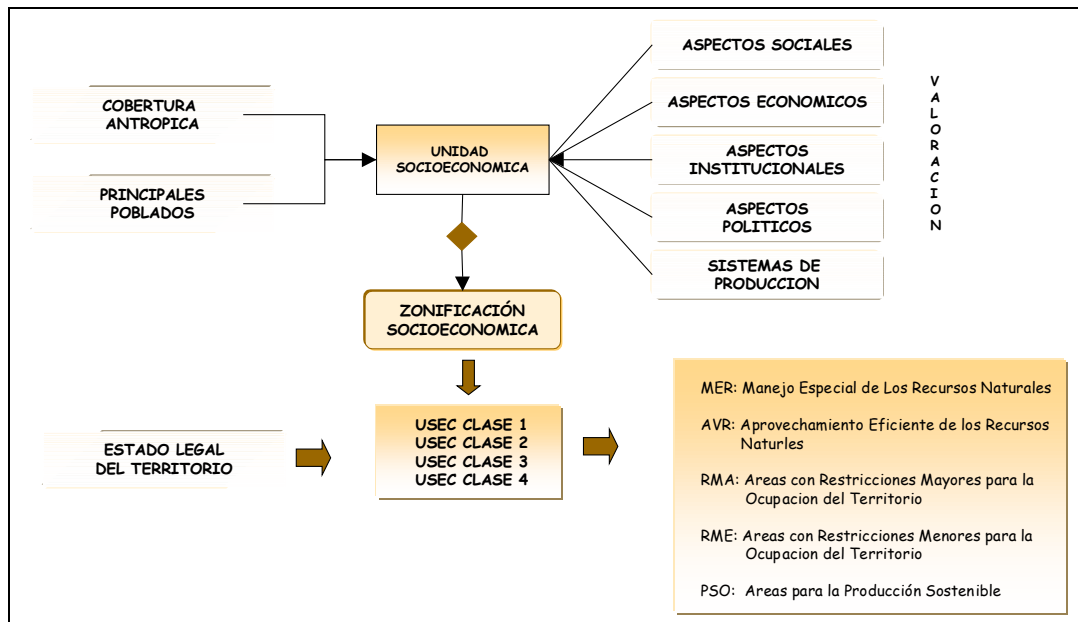 COBERTURA
ANTROPICA
PRINCIPALES
POBLADOS
UNIDAD
SOCIOECONOMICA
ASPECTOS SOCIALES
ASPECTOS ECONOMICOS
ASPECTOS
INSTITUCIONALES
ASPECTOS
POLITICOS
SISTEMAS DE
PRODUCCION
VALORACION
ZONIFICACIÓN
SOCIOECONOMICA
ESTADO LEGAL
DEL TERRITORIO
USEC CLASE 1
USEC CLASE 2
USEC CLASE 3
USEC CLASE 4
MER: Manejo Especial de Los Recursos Naturales
AVR: Aprovechamiento Eficiente de los Recursos
Naturles
RMA: Areas con Restricciones Mayores para la
Ocupacion del Territorio
RME: Areas con Restricciones Menores para la
Ocupacion del Territorio
PSO: Areas para la Producción Sostenible